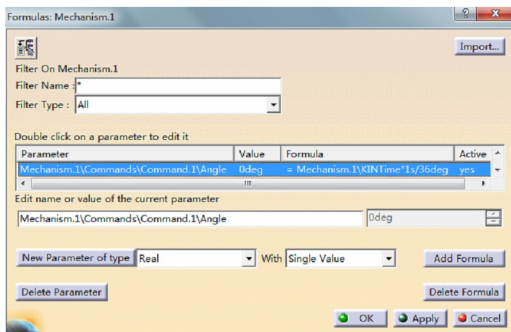 Formulas: Mechanism.1
Import...
Filter On Mechanism.1
Filter Name : *
Filter Type : All
Double click on a parameter to edit it
Parameter Value Formula Active
Mechanism.1\Commands\Command.1\Angle 0deg = Mechanism.1\KINTime*1s/36deg yes
Edit name or value of the current parameter
Mechanism.1\Commands\Command.1\Angle 0deg
New Parameter of type Real With Single Value Add Formula
Delete Parameter Delete Formula
OK Apply Cancel